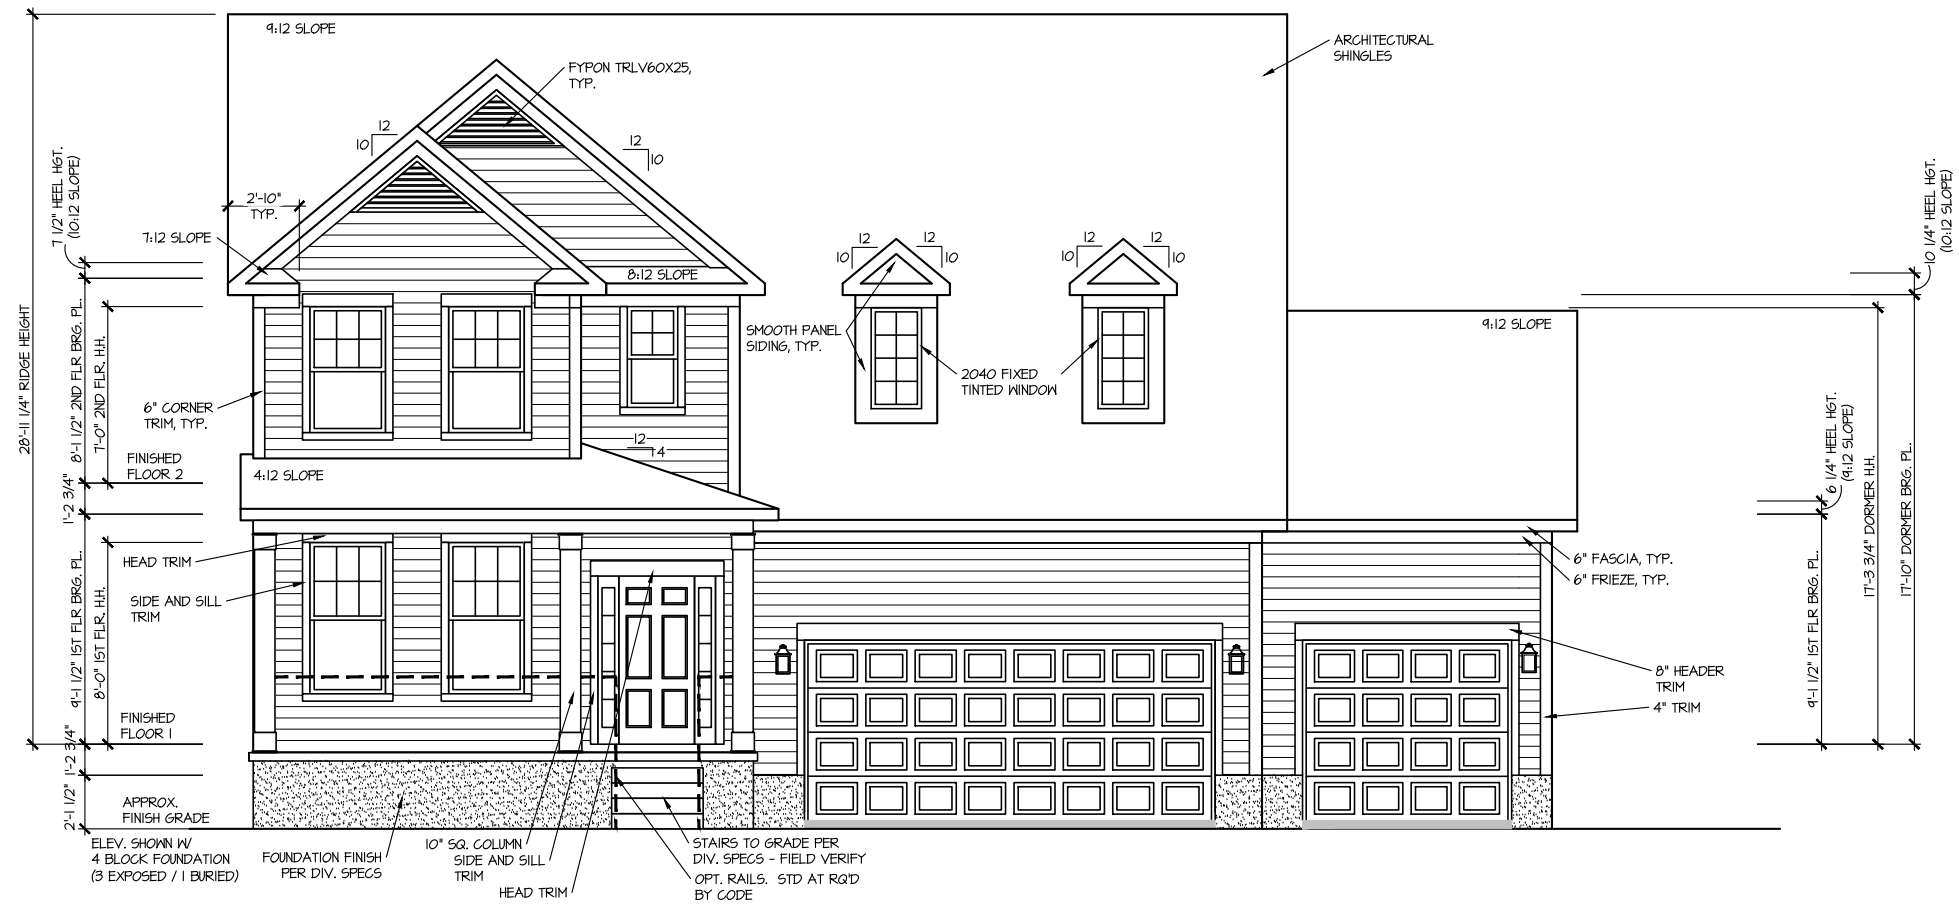 9:12 SLOPE
ARCHITECTURAL
SHINGLES
FYPON TRLV60X25,
TYP.
12
10
12
10
7 1/2" HEEL HGT.
(10:12 SLOPE)
2'-10"
TYP.
7:12 SLOPE
8:12 SLOPE
12
10
12
10
12
10
12
10
10 1/4" HEEL HGT.
(10:12 SLOPE)
28'-11 1/4" RIDGE HEIGHT
8'-1 1/2" 2ND FLR BRG. PL.
7'-0" 2ND FLR. H.H.
SMOOTH PANEL
SIDING, TYP.
9:12 SLOPE
2040 FIXED
TINTED WINDOW
6" CORNER
TRIM, TYP.
12
4
FINISHED
FLOOR 2
4:12 SLOPE
1'-2 3/4"
6 1/4" HEEL HGT.
(9:12 SLOPE)
17'-3 3/4" DORMER H.H.
17'-10" DORMER BRG. PL.
HEAD TRIM
6" FASCIA, TYP.
6" FRIEZE, TYP.
SIDE AND SILL
TRIM
9'-1 1/2" 1ST FLR BRG. PL.
8'-0" 1ST FLR. H.H.
9'-1 1/2" 1ST FLR BRG. PL.
8" HEADER
TRIM
4" TRIM
FINISHED
FLOOR 1
1'-2 3/4"
2'-1 1/2"
APPROX.
FINISH GRADE
ELEV. SHOWN W/
4 BLOCK FOUNDATION
(3 EXPOSED / 1 BURIED)
FOUNDATION FINISH
PER DIV. SPECS
10" SQ. COLUMN
SIDE AND SILL
TRIM
HEAD TRIM
STAIRS TO GRADE PER
DIV. SPECS - FIELD VERIFY
OPT. RAILS. STD AT RQ'D
BY CODE